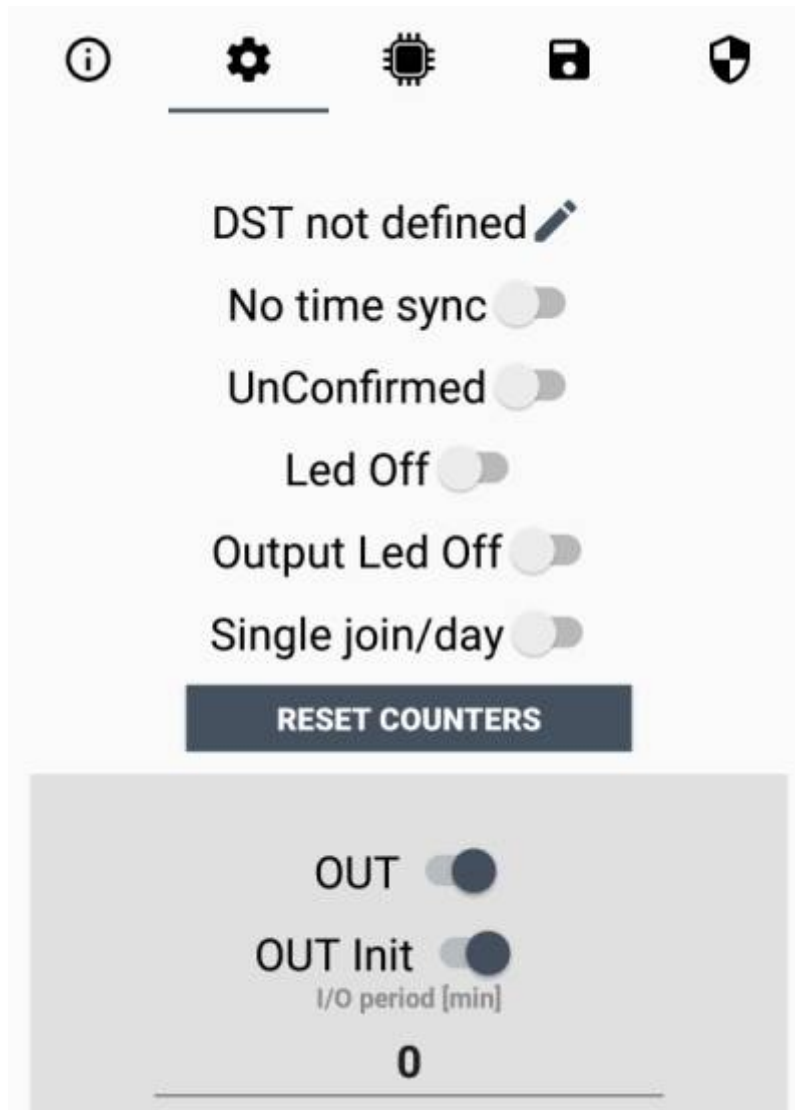 DST not defined
No time sync
UnConfirmed
Led Off
Output Led Off
Single join/day
RESET COUNTERS
OUT
OUT Init
I/O period [min]
0